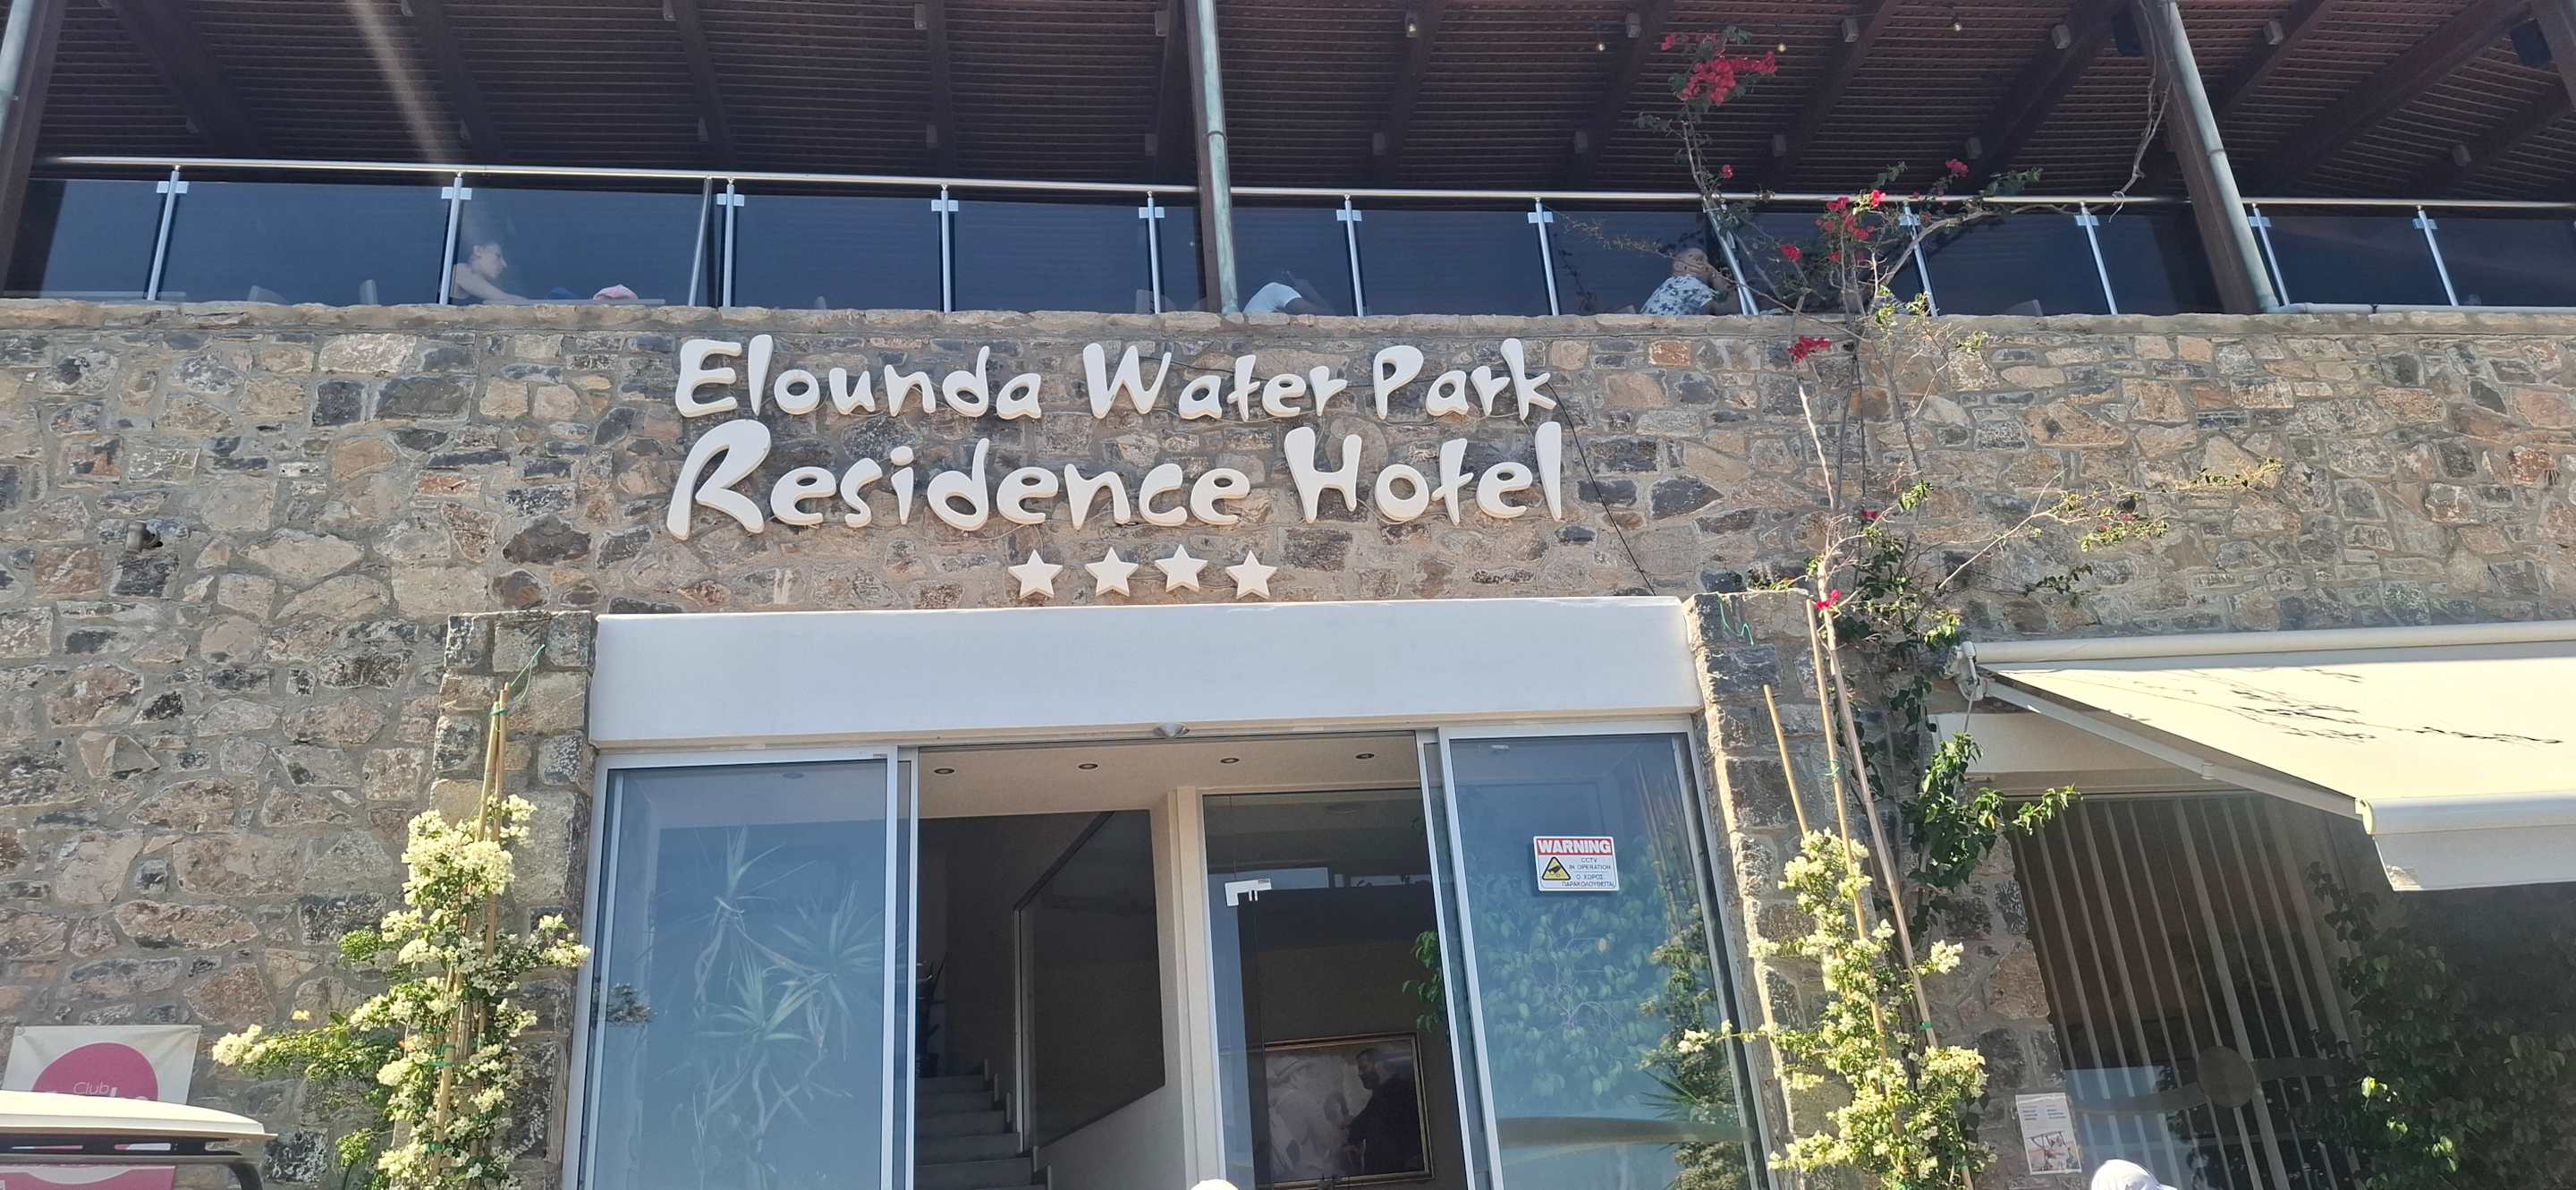 Elounda Water Park
Residence Hotel
WARNING
CCTV
IN OPERATION
Ο ΧΩΡΟΣ
ΠΑΡΑΚΟΛΟΥΘΕΙΤΑΙ
Club